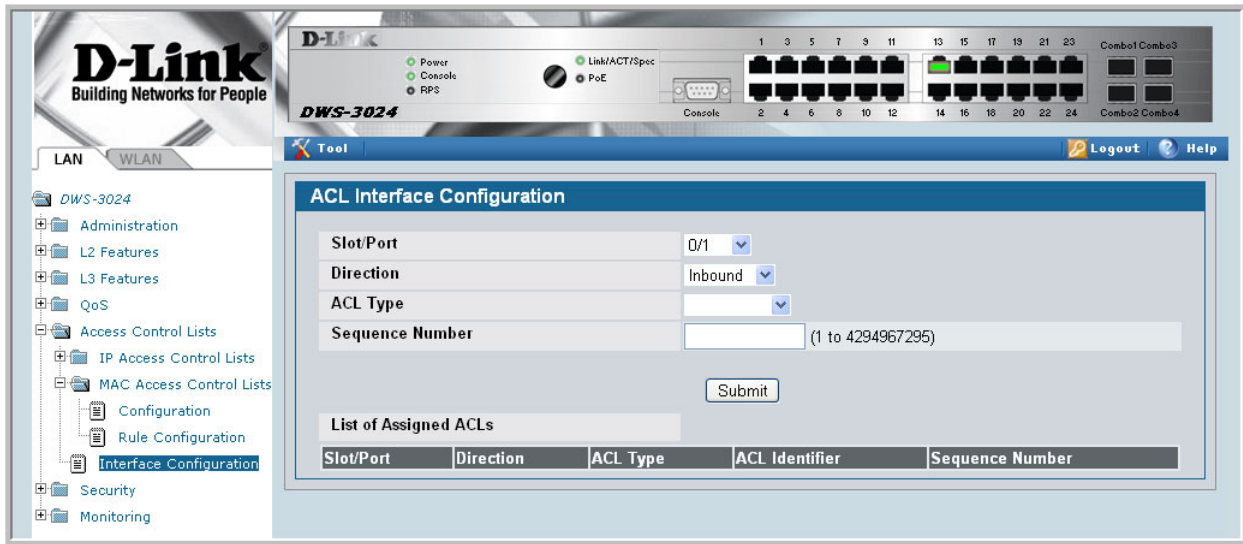 D-Link
Building Networks for People
LAN WLAN
DWS-3024
Administration
L2 Features
L3 Features
QoS
Access Control Lists
IP Access Control Lists
MAC Access Control Lists
Configuration
Rule Configuration
Interface Configuration
Security
Monitoring
D-Link
Power
Console
RPS
Link/ACT/Spec
PoE
DWS-3024
Console
1 3 5 7 9 11 13 15 17 19 21 23 Combo1 Combo3
2 4 6 8 10 12 14 16 18 20 22 24 Combo2 Combo4
Tool Logout Help
ACL Interface Configuration
Slot/Port 0/1
Direction Inbound
ACL Type
Sequence Number (1 to 4294967295)
Submit
List of Assigned ACLs
Slot/Port Direction ACL Type ACL Identifier Sequence Number